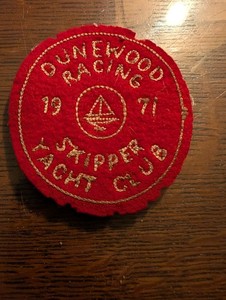 DUNEWOOD
RACING
19 71
SKIPPER
YACHT CLUB